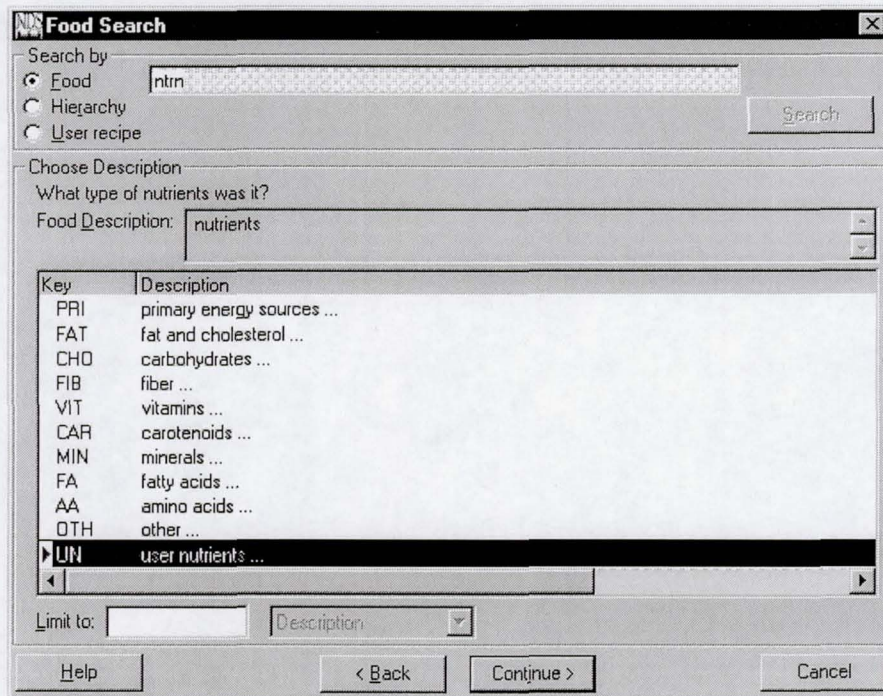 NDS Food Search
Search by
Food ntrn
Hierarchy
User recipe
Search
Choose Description
What type of nutrients was it?
Food Description: nutrients
Key Description
PRI primary energy sources ...
FAT fat and cholesterol ...
CHO carbohydrates ...
FIB fiber ...
VIT vitamins ...
CAR carotenoids ...
MIN minerals ...
FA fatty acids ...
AA amino acids ...
OTH other ...
UN user nutrients ...
Limit to: Description
Help < Back Continue > Cancel